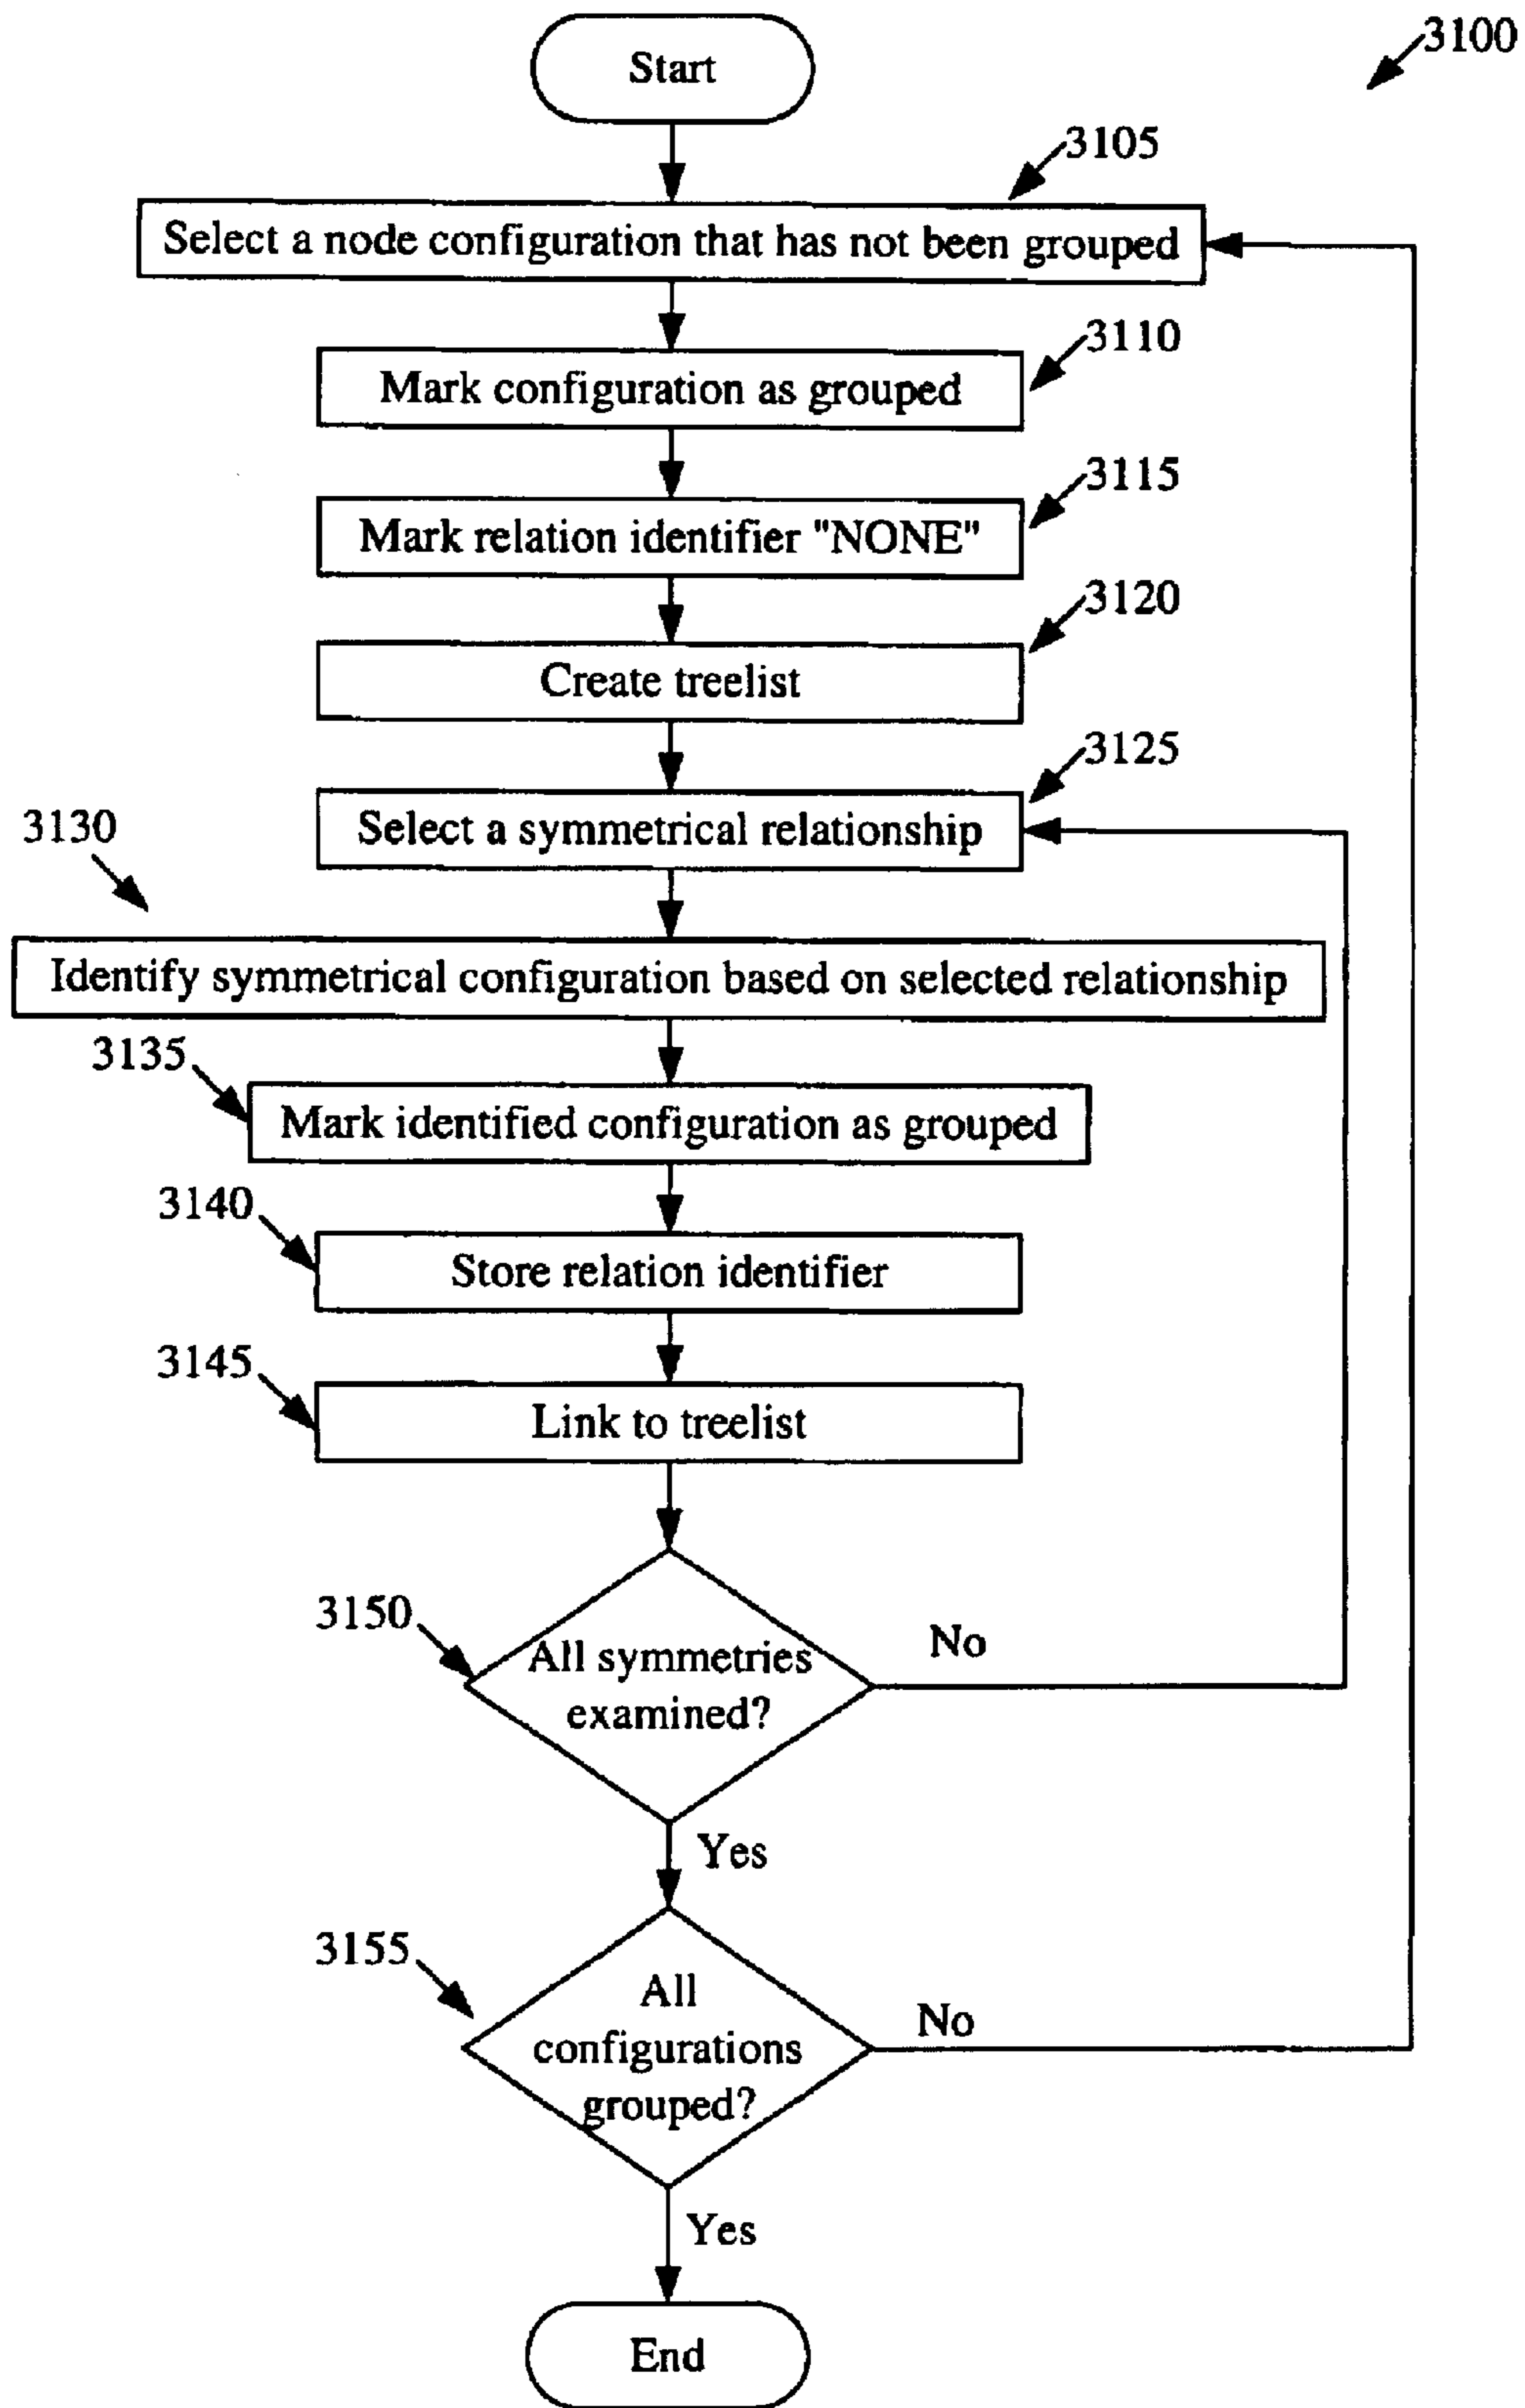 Start
3100
3105
Select a node configuration that has not been grouped
3110
Mark configuration as grouped
3115
Mark relation identifier "NONE"
3120
Create treelist
3125
Select a symmetrical relationship
3130
Identify symmetrical configuration based on selected relationship
3135
Mark identified configuration as grouped
3140
Store relation identifier
3145
Link to treelist
3150
All symmetries
examined?
No
Yes
3155
All
configurations
grouped?
No
Yes
End